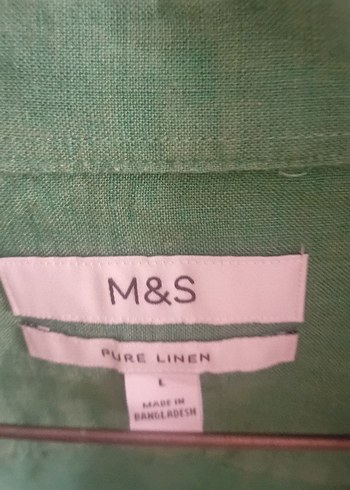 M&S
PURE LINEN
L
MADE IN
BANGLADESH